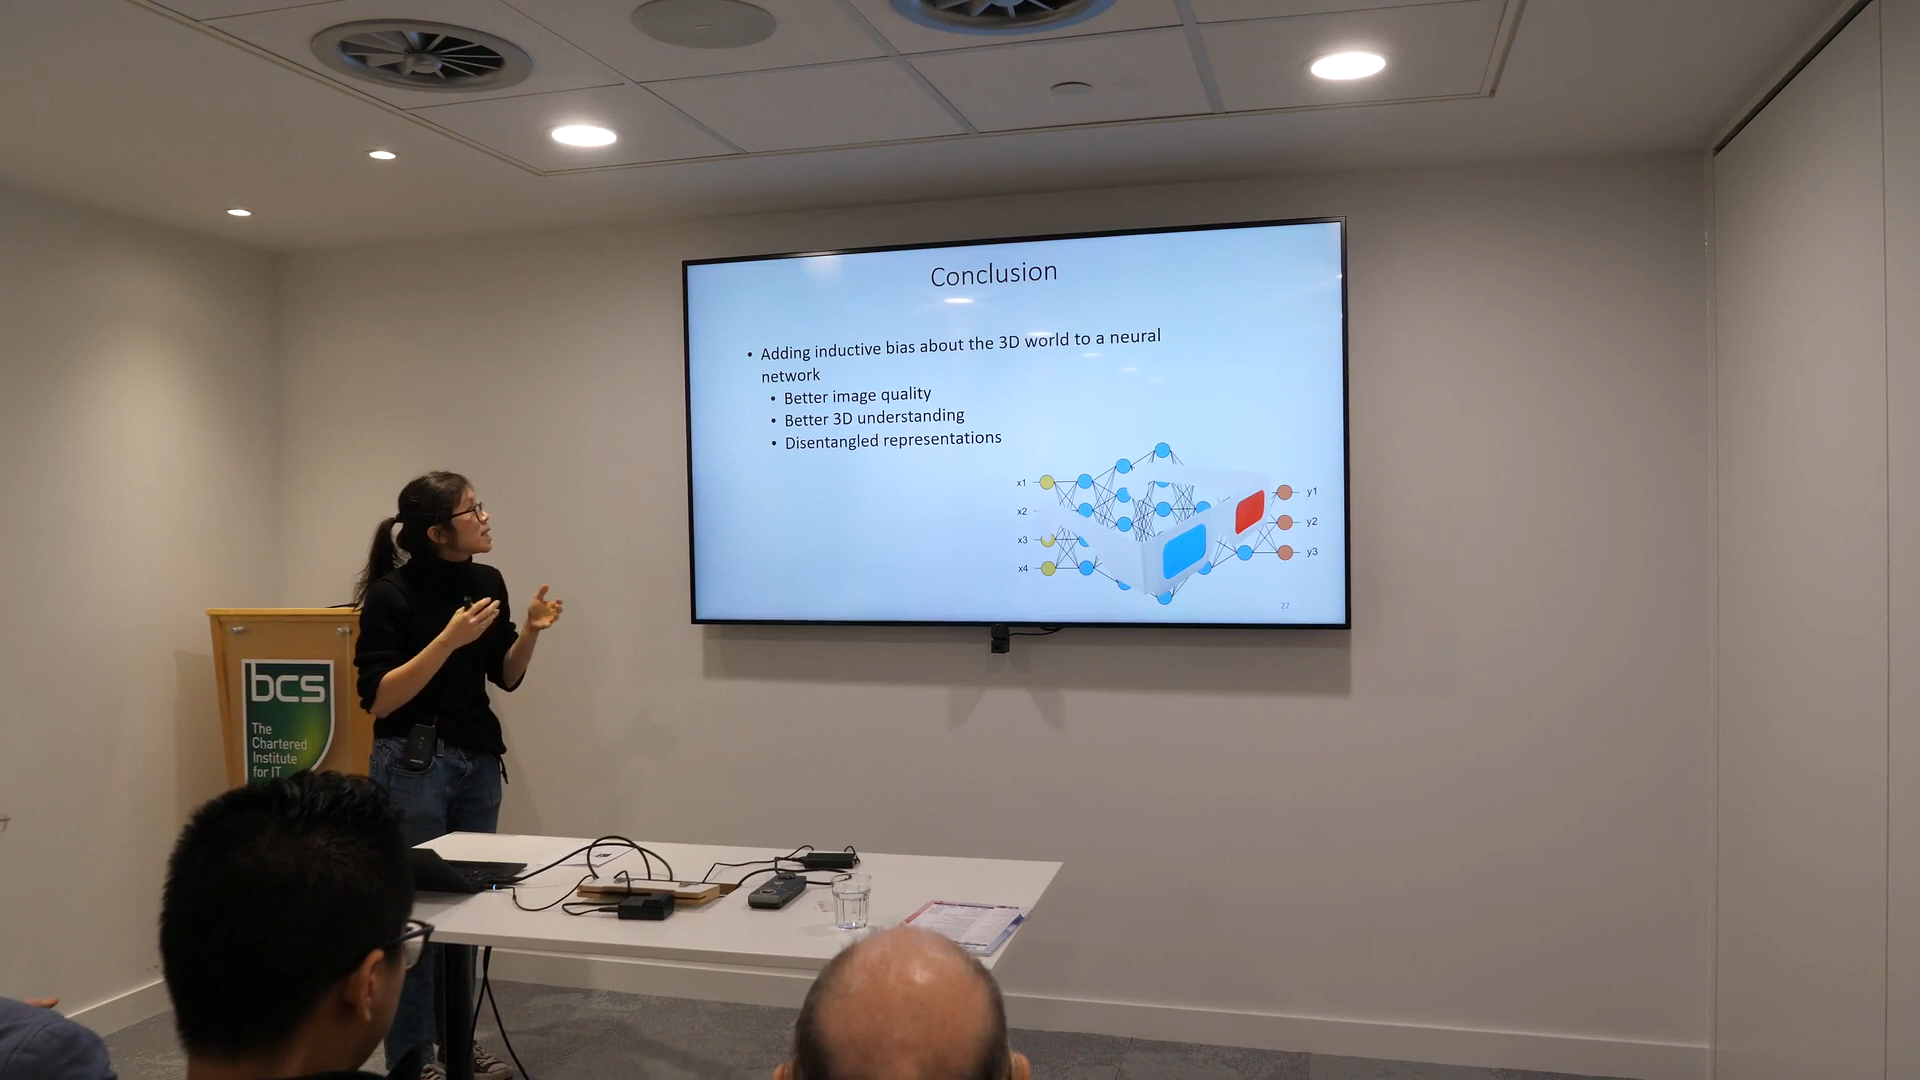 Conclusion
• Adding inductive bias about the 3D world to a neural
network
• Better image quality
• Better 3D understanding
• Disentangled representations
x1
x2
x3
x4
y1
y2
y3
27
bcs
The
Chartered
Institute
for IT